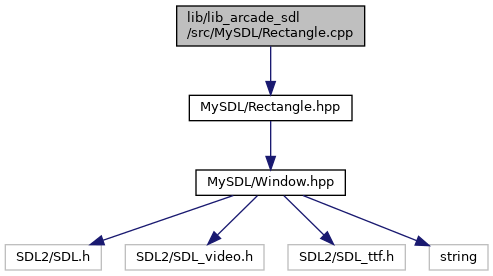 lib/lib_arcade_sdl
/src/MySDL/Rectangle.cpp
MySDL/Rectangle.hpp
MySDL/Window.hpp
SDL2/SDL.h
SDL2/SDL_video.h
SDL2/SDL_ttf.h
string